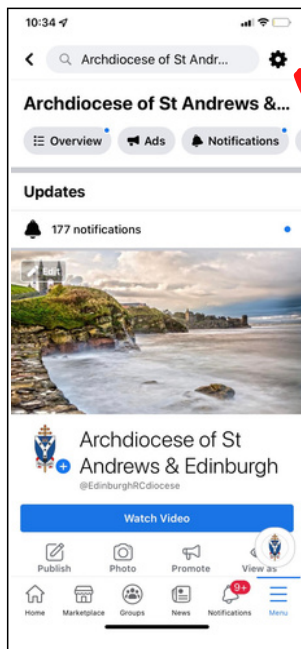 10:34
Archdiocese of St Andr...
Archdiocese of St Andrews &...
Overview Ads Notifications
Updates
177 notifications
Edit
Archdiocese of St
Andrews & Edinburgh
@EdinburghRCdiocese
Watch Video
Publish Photo Promote View as
9+
Home Marketplace Groups News Notifications Menu